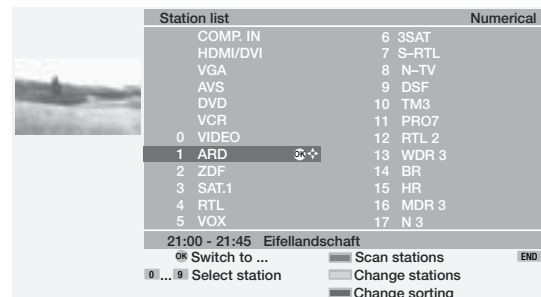 Station list Numerical
COMP. IN
HDMI/DVI
VGA
AVS
DVD
VCR
0 VIDEO
1 ARD OK
2 ZDF
3 SAT.1
4 RTL
5 VOX
6 3SAT
7 S–RTL
8 N–TV
9 DSF
10 TM3
11 PRO7
12 RTL 2
13 WDR 3
14 BR
15 HR
16 MDR 3
17 N 3
21:00 - 21:45 Eifellandschaft
OK Switch to ...
0 ... 9 Select station
Scan stations
Change stations
Change sorting
END